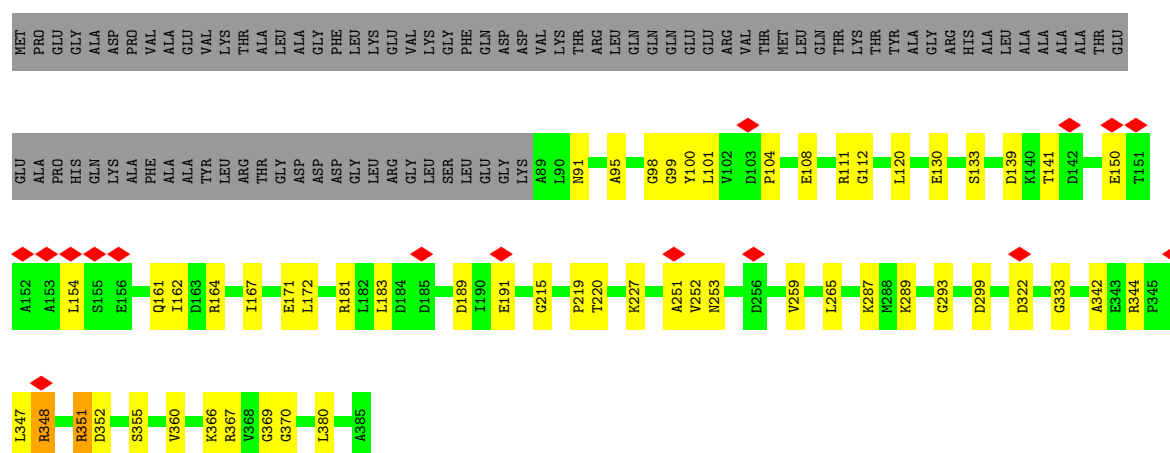 MET PRO GLU GLY ALA ASP PRO VAL ALA GLU VAL LYS THR ALA LEU ALA GLY PHE LEU LYS GLU VAL LYS GLY PHE GLN ASP ASP VAL LYS THR ARG LEU GLN GLN GLN GLU GLU ARG VAL THR MET LEU GLN THR LYS THR TYR ALA GLY ARG HIS ALA LEU ALA ALA ALA ALA THR GLU
GLU ALA PRO HIS GLN LYS ALA PHE ALA ALA TYR LEU ARG THR GLY ASP ASP ASP GLY LEU ARG GLY LEU SER LEU GLU GLY LYS A89 L90 N91 A95 G98 G99 Y100 L101 V102 D103 P104 E108 R111 G112 L120 E130 S133 D139 K140 T141 D142 E150 T151
A152 A153 L154 S155 E156 Q161 I162 D163 R164 I167 E171 L172 R181 L182 L183 D184 D185 D189 I190 E191 G215 P219 T220 K227 A251 V252 N253 D256 V259 L265 K287 M288 K289 G293 D299 D322 G333 A342 E343 R344 P345
L347 R348 R351 D352 S355 V360 K366 R367 V368 G369 G370 L380 A385